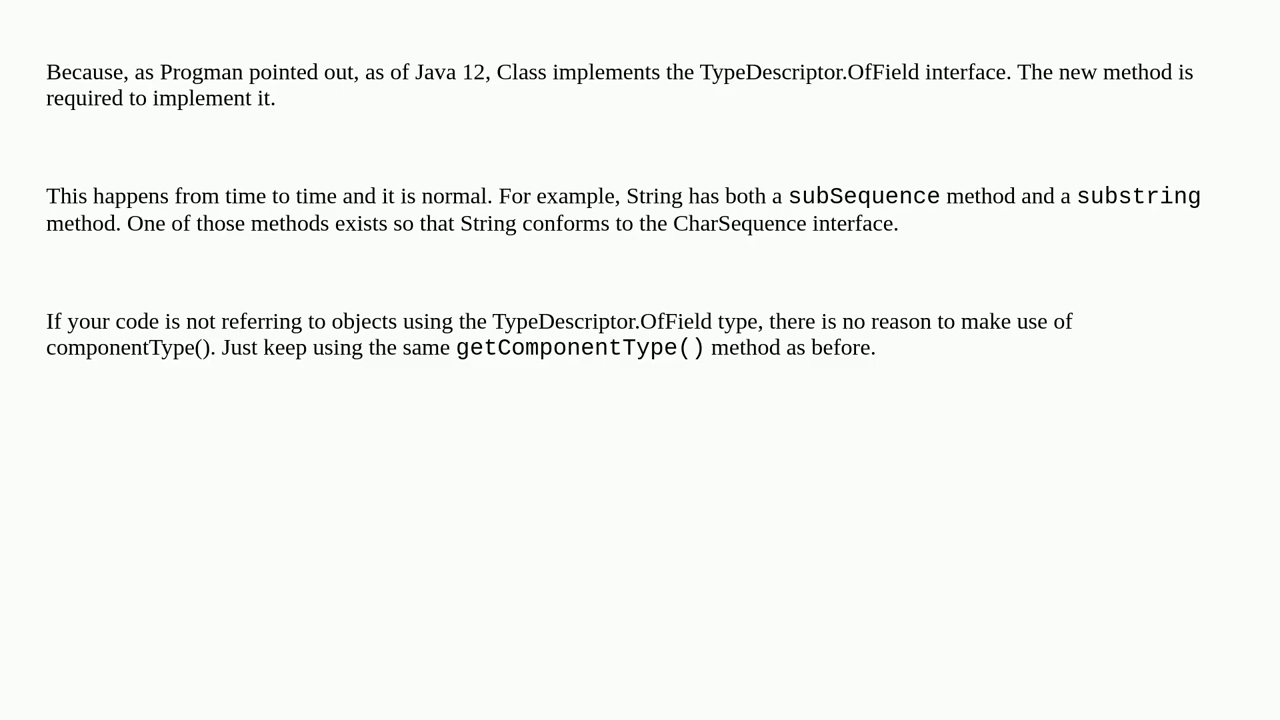 Because, as Progman pointed out, as of Java 12, Class implements the TypeDescriptor.OfField interface. The new method is
required to implement it.
This happens from time to time and it is normal. For example, String has both a subSequence method and a substring
method. One of those methods exists so that String conforms to the CharSequence interface.
If your code is not referring to objects using the TypeDescriptor.OfField type, there is no reason to make use of
componentType(). Just keep using the same getComponentType() method as before.